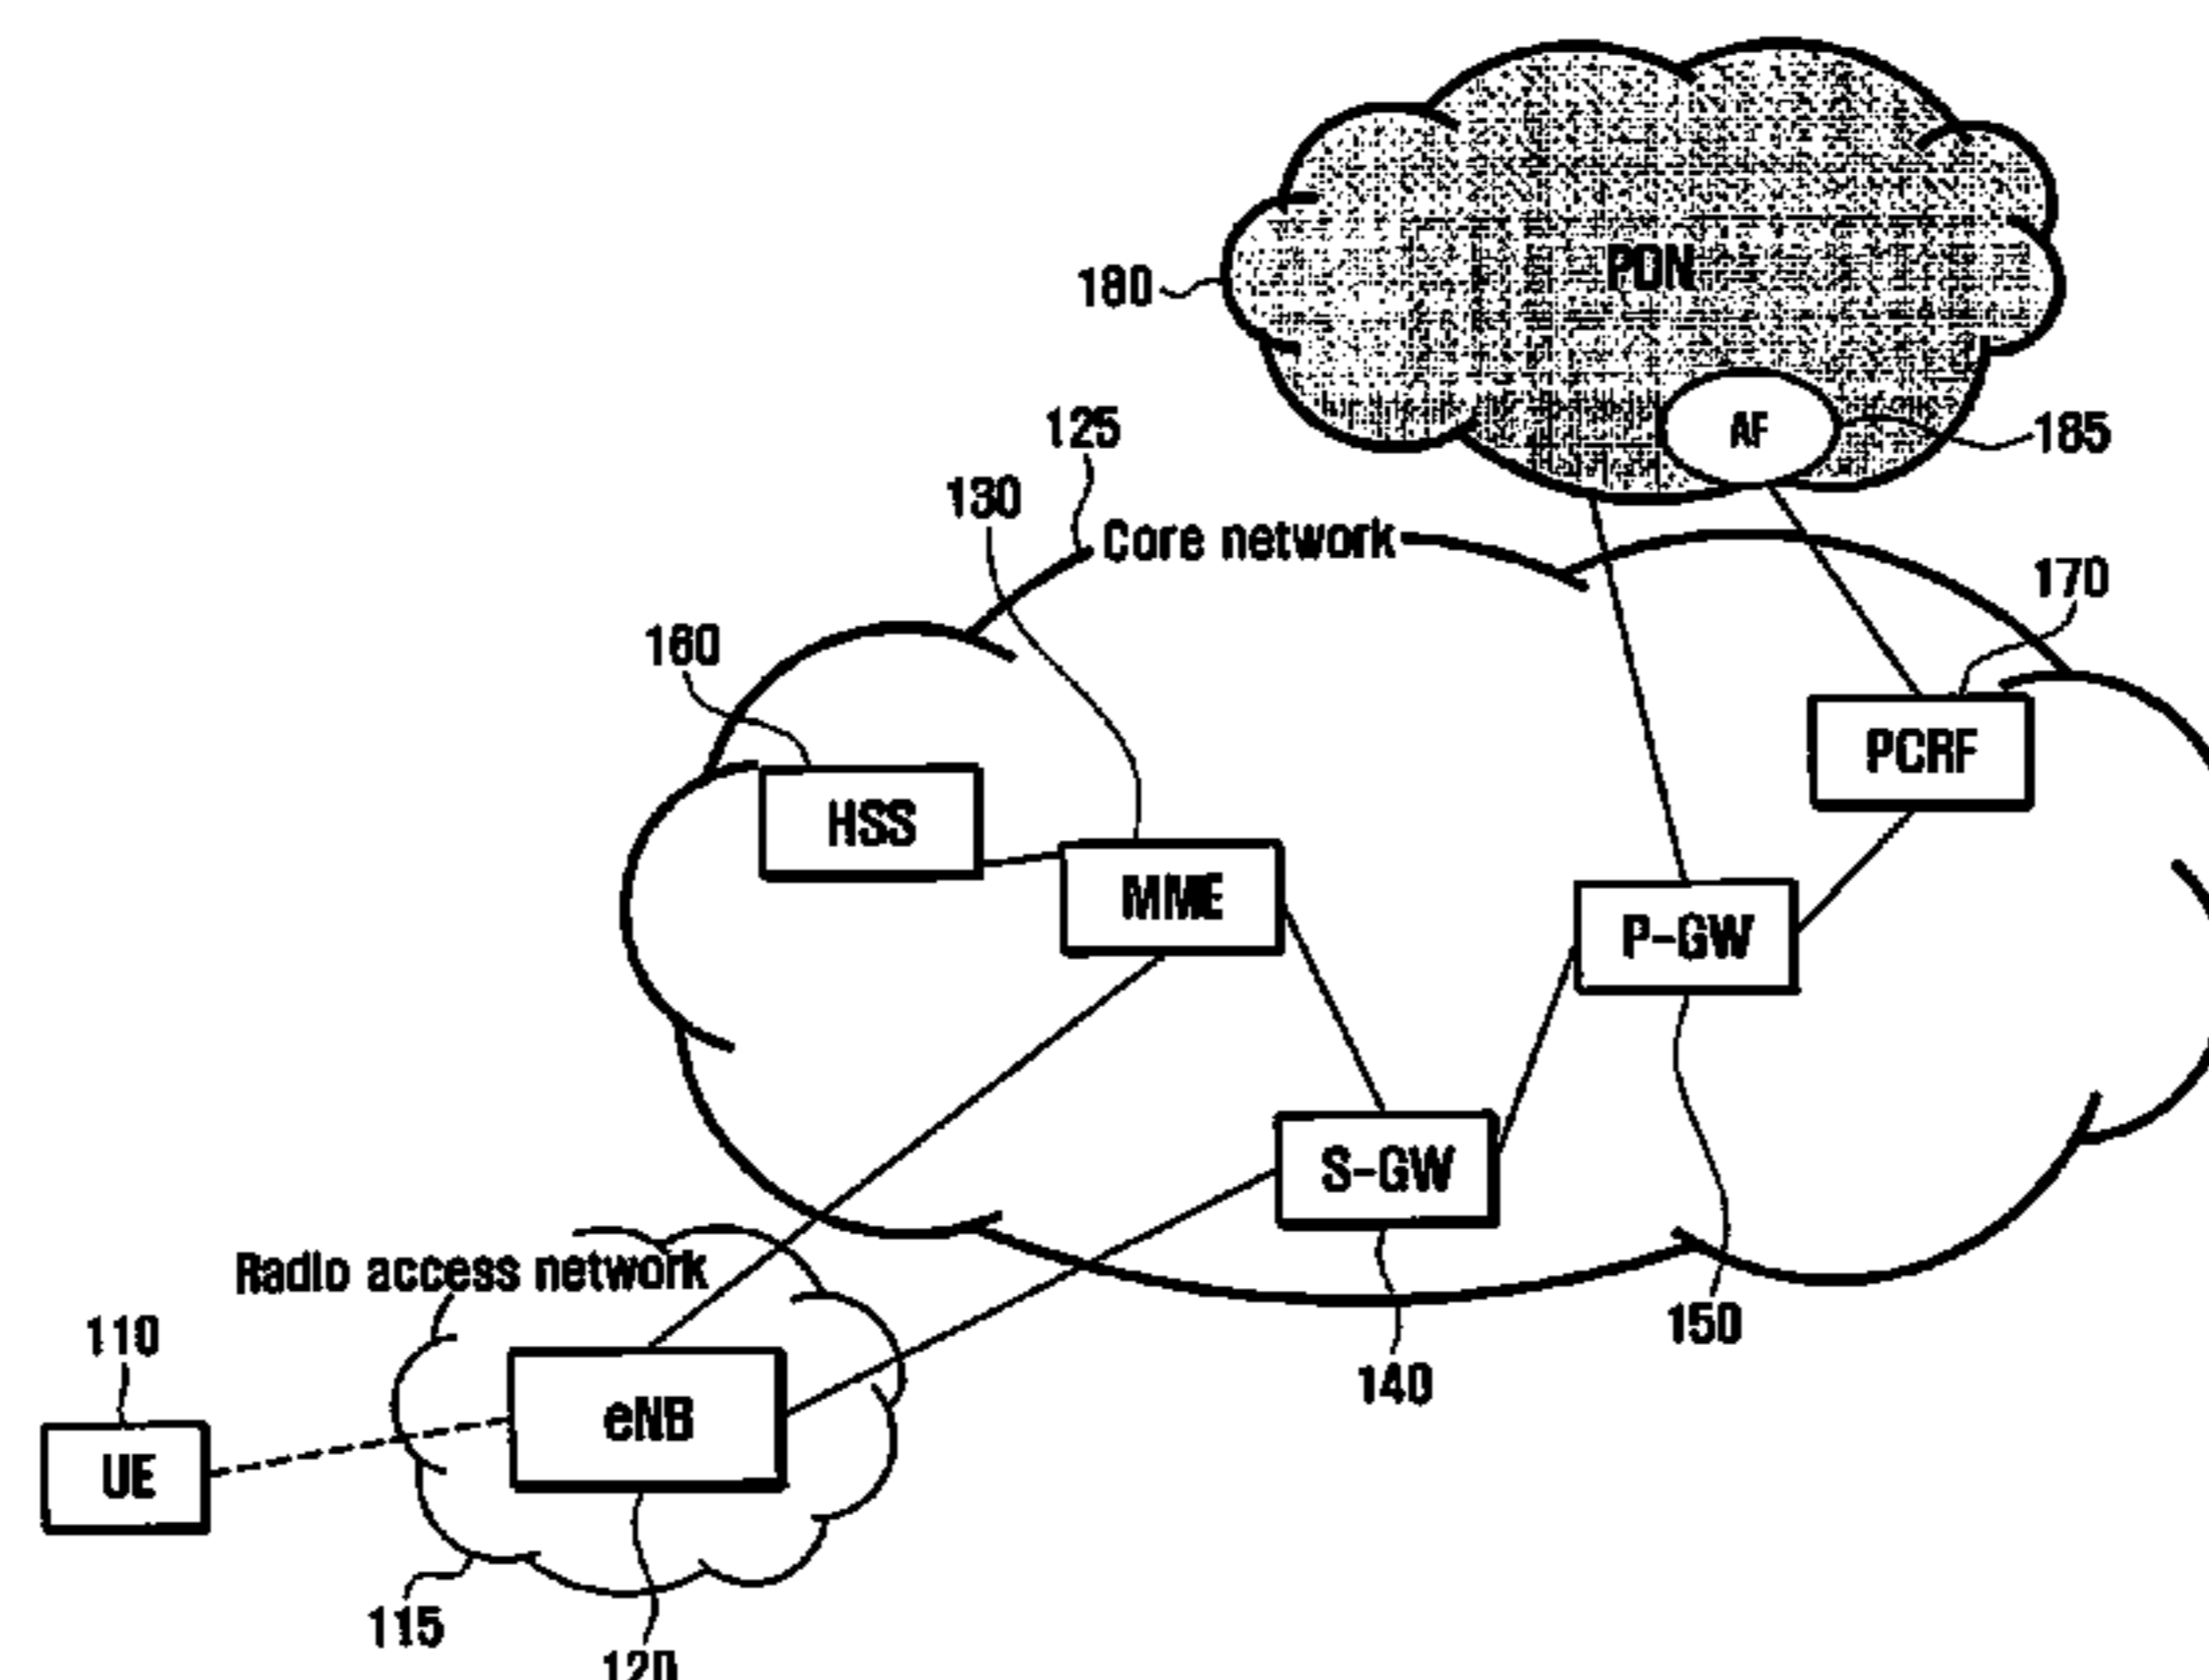 PDN
180
AF
185
125
130
Core network
170
160
PCRF
HSS
MME
P-GW
S-GW
Radio access network
110
150
140
eNB
UE
115
120